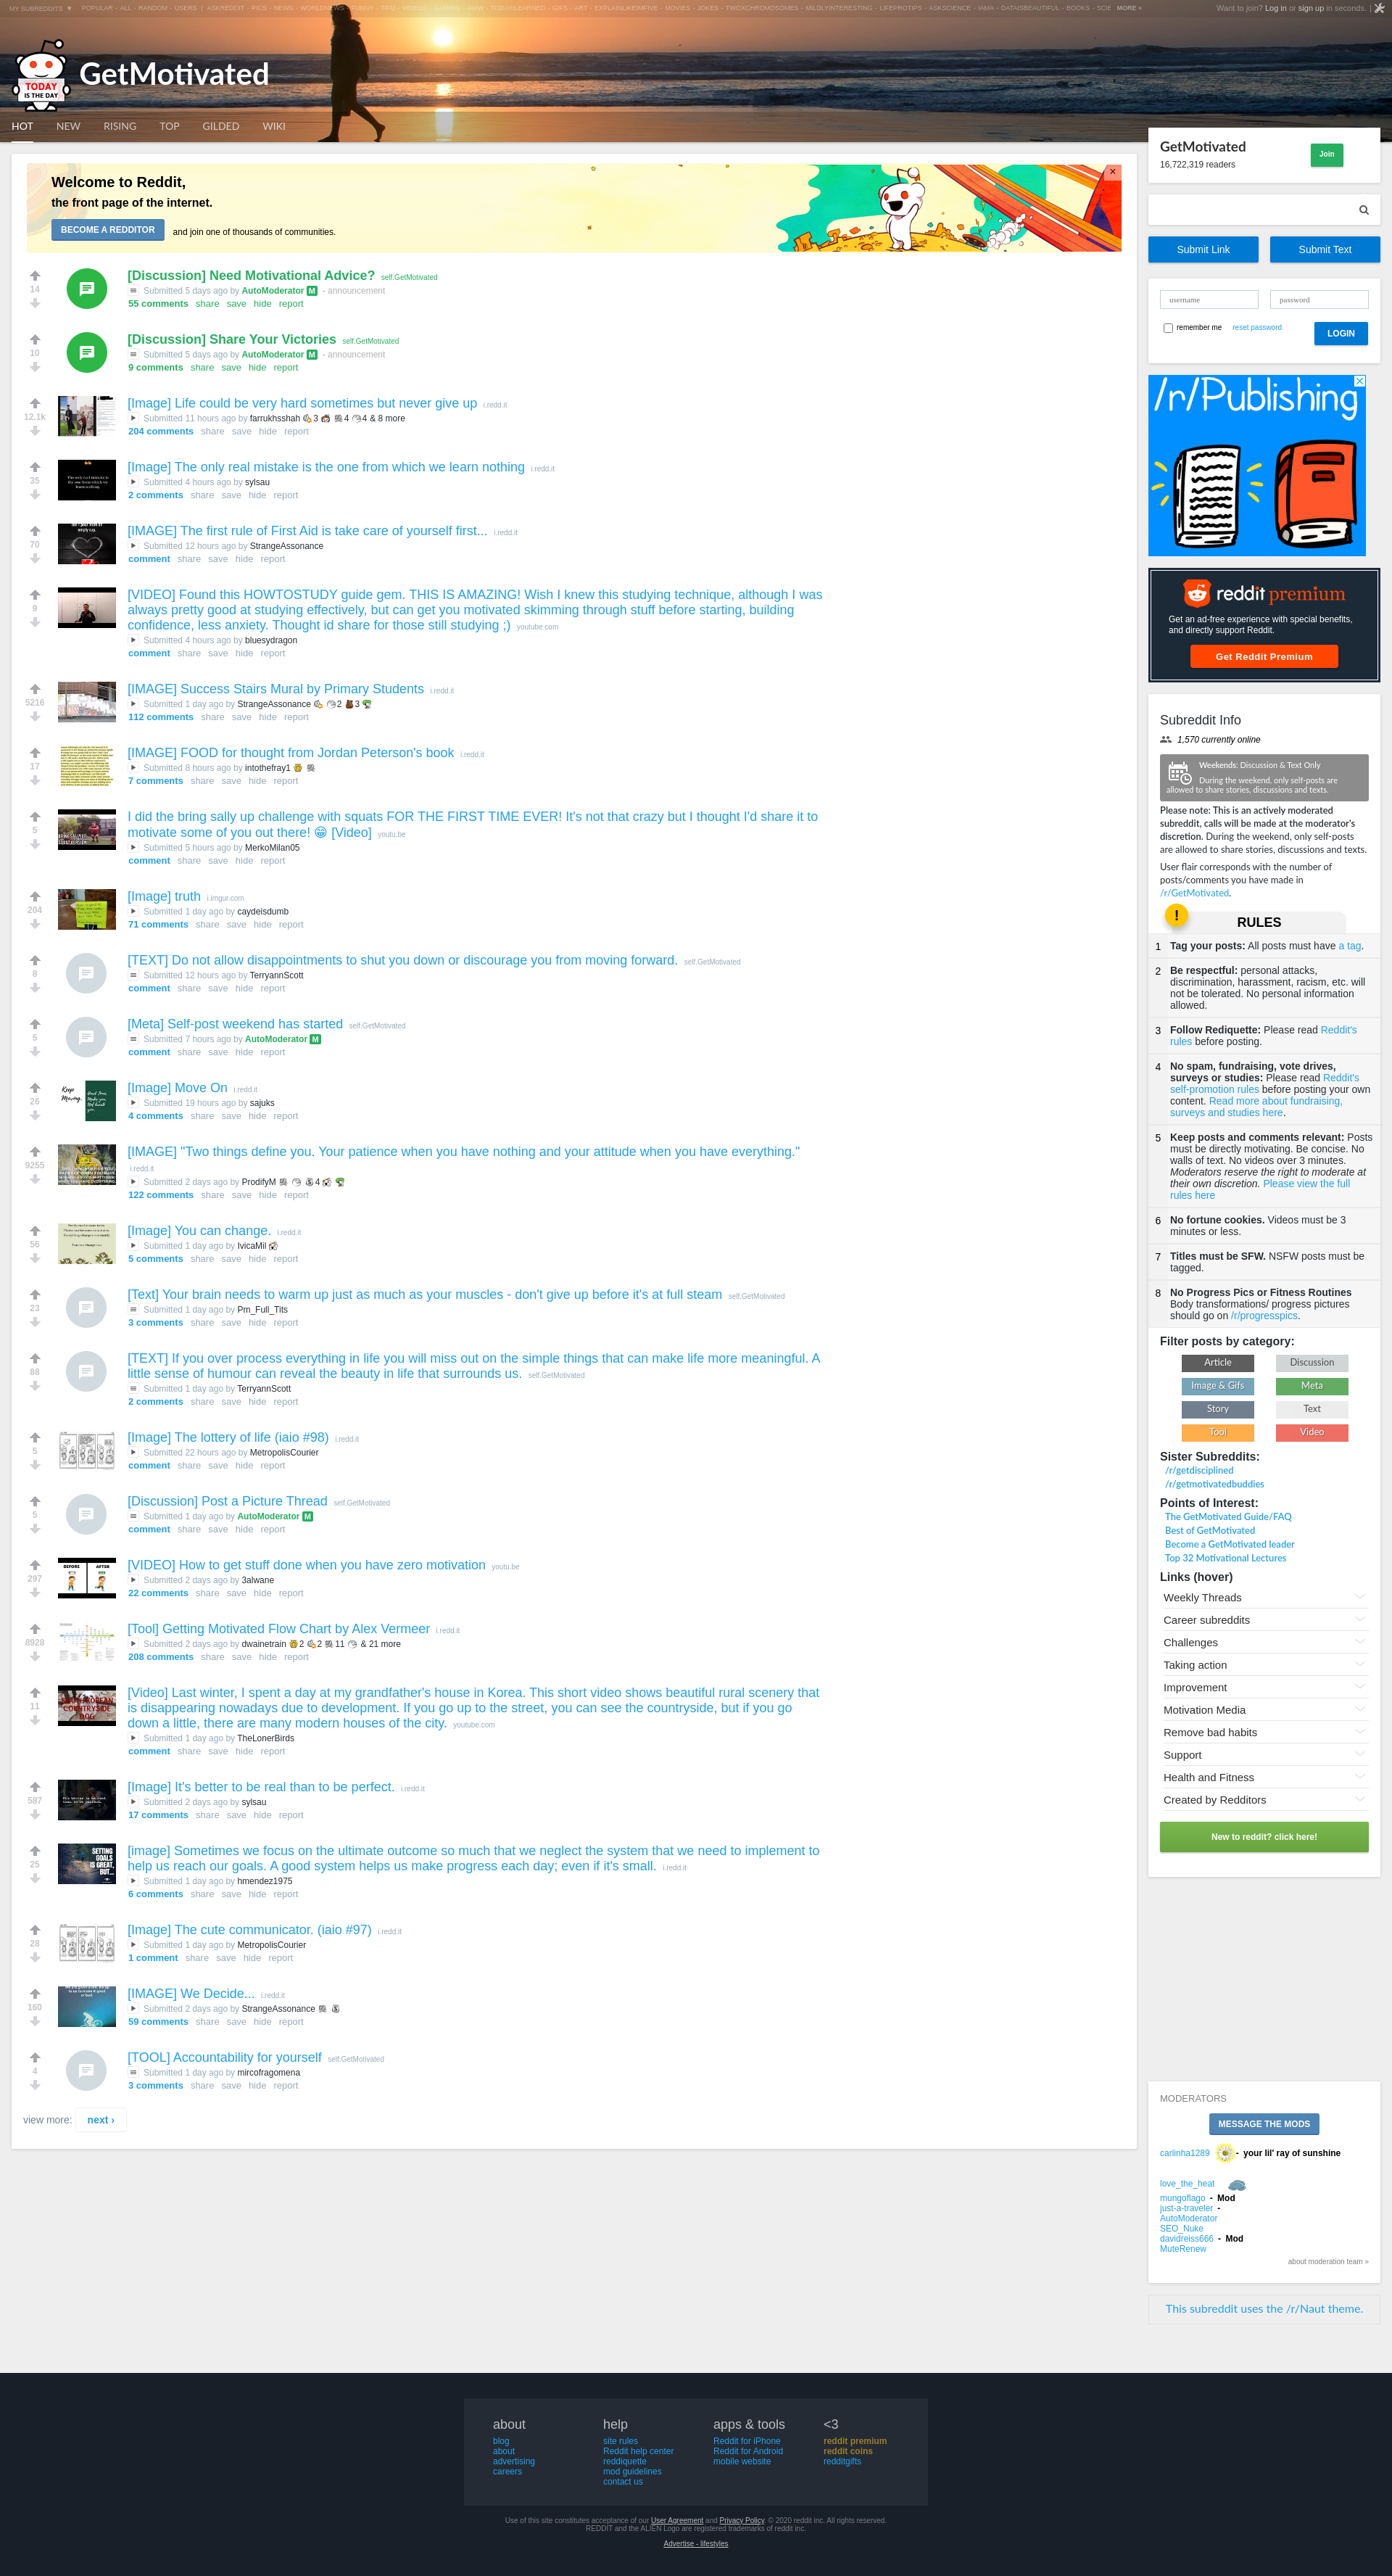 MY SUBREDDITS ▼ POPULAR - ALL - RANDOM - USERS | ASKREDDIT - PICS - NEWS - WORLDNEWS - FUNNY - TIFU - VIDEOS - GAMING - AWW - TODAYILEARNED - GIFS - ART - EXPLAINLIKEIMFIVE - MOVIES - JOKES - TWOXCHROMOSOMES - MILDLYINTERESTING - LIFEPROTIPS - ASKSCIENCE - IAMA - DATAISBEAUTIFUL - BOOKS - SCIE MORE »
Want to join? Log in or sign up in seconds. |
TODAY
IS THE DAY
GetMotivated
HOT NEW RISING TOP GILDED WIKI
Welcome to Reddit,
the front page of the internet.
BECOME A REDDITOR and join one of thousands of communities.
×
14
[Discussion] Need Motivational Advice? self.GetMotivated
Submitted 5 days ago by AutoModerator M - announcement
55 comments share save hide report
10
[Discussion] Share Your Victories self.GetMotivated
Submitted 5 days ago by AutoModerator M - announcement
9 comments share save hide report
12.1k
[Image] Life could be very hard sometimes but never give up i.redd.it
Submitted 11 hours ago by farrukhsshah 3 4 4 & 8 more
204 comments share save hide report
35
[Image] The only real mistake is the one from which we learn nothing i.redd.it
Submitted 4 hours ago by sylsau
2 comments share save hide report
70
[IMAGE] The first rule of First Aid is take care of yourself first... i.redd.it
Submitted 12 hours ago by StrangeAssonance
comment share save hide report
9
[VIDEO] Found this HOWTOSTUDY guide gem. THIS IS AMAZING! Wish I knew this studying technique, although I was
always pretty good at studying effectively, but can get you motivated skimming through stuff before starting, building
confidence, less anxiety. Thought id share for those still studying ;) youtube.com
Submitted 4 hours ago by bluesydragon
comment share save hide report
5216
[IMAGE] Success Stairs Mural by Primary Students i.redd.it
Submitted 1 day ago by StrangeAssonance 2 3
112 comments share save hide report
17
[IMAGE] FOOD for thought from Jordan Peterson's book i.redd.it
Submitted 8 hours ago by intothefray1
7 comments share save hide report
5
I did the bring sally up challenge with squats FOR THE FIRST TIME EVER! It's not that crazy but I thought I'd share it to
motivate some of you out there! 😁 [Video] youtu.be
Submitted 5 hours ago by MerkoMilan05
comment share save hide report
204
[Image] truth i.imgur.com
Submitted 1 day ago by caydeisdumb
71 comments share save hide report
8
[TEXT] Do not allow disappointments to shut you down or discourage you from moving forward. self.GetMotivated
Submitted 12 hours ago by TerryannScott
comment share save hide report
5
[Meta] Self-post weekend has started self.GetMotivated
Submitted 7 hours ago by AutoModerator M
comment share save hide report
26
Keep
Moving.
[Image] Move On i.redd.it
Submitted 19 hours ago by sajuks
4 comments share save hide report
9255
[IMAGE] "Two things define you. Your patience when you have nothing and your attitude when you have everything."
i.redd.it
Submitted 2 days ago by ProdifyM 4
122 comments share save hide report
56
[Image] You can change. i.redd.it
Submitted 1 day ago by IvicaMil
5 comments share save hide report
23
[Text] Your brain needs to warm up just as much as your muscles - don't give up before it's at full steam self.GetMotivated
Submitted 1 day ago by Pm_Full_Tits
3 comments share save hide report
88
[TEXT] If you over process everything in life you will miss out on the simple things that can make life more meaningful. A
little sense of humour can reveal the beauty in life that surrounds us. self.GetMotivated
Submitted 1 day ago by TerryannScott
2 comments share save hide report
5
[Image] The lottery of life (iaio #98) i.redd.it
Submitted 22 hours ago by MetropolisCourier
comment share save hide report
5
[Discussion] Post a Picture Thread self.GetMotivated
Submitted 1 day ago by AutoModerator M
comment share save hide report
297
BEFORE AFTER
[VIDEO] How to get stuff done when you have zero motivation youtu.be
Submitted 2 days ago by 3alwane
22 comments share save hide report
8928
[Tool] Getting Motivated Flow Chart by Alex Vermeer i.redd.it
Submitted 2 days ago by dwainetrain 2 2 11 & 21 more
208 comments share save hide report
11
[Video] Last winter, I spent a day at my grandfather's house in Korea. This short video shows beautiful rural scenery that
is disappearing nowadays due to development. If you go up to the street, you can see the countryside, but if you go
down a little, there are many modern houses of the city. youtube.com
Submitted 1 day ago by TheLonerBirds
comment share save hide report
587
[Image] It's better to be real than to be perfect. i.redd.it
Submitted 2 days ago by sylsau
17 comments share save hide report
25
SETTING
GOALS
IS GREAT,
BUT...
[image] Sometimes we focus on the ultimate outcome so much that we neglect the system that we need to implement to
help us reach our goals. A good system helps us make progress each day; even if it's small. i.redd.it
Submitted 1 day ago by hmendez1975
6 comments share save hide report
28
[Image] The cute communicator. (iaio #97) i.redd.it
Submitted 1 day ago by MetropolisCourier
1 comment share save hide report
160
[IMAGE] We Decide... i.redd.it
Submitted 2 days ago by StrangeAssonance
59 comments share save hide report
4
[TOOL] Accountability for yourself self.GetMotivated
Submitted 1 day ago by mircofragomena
3 comments share save hide report
view more: next ›
GetMotivated
16,722,319 readers
Join
Submit Link Submit Text
username password
remember me reset password LOGIN
/r/Publishing
reddit premium
Get an ad-free experience with special benefits,
and directly support Reddit.
Get Reddit Premium
Subreddit Info
1,570 currently online
Weekends: Discussion & Text Only
During the weekend, only self-posts are
allowed to share stories, discussions and texts.
Please note: This is an actively moderated
subreddit, calls will be made at the moderator's
discretion. During the weekend, only self-posts
are allowed to share stories, discussions and texts.
User flair corresponds with the number of
posts/comments you have made in
/r/GetMotivated.
!
RULES
1 Tag your posts: All posts must have a tag.
2 Be respectful: personal attacks,
discrimination, harassment, racism, etc. will
not be tolerated. No personal information
allowed.
3 Follow Rediquette: Please read Reddit's
rules before posting.
4 No spam, fundraising, vote drives,
surveys or studies: Please read Reddit's
self-promotion rules before posting your own
content. Read more about fundraising,
surveys and studies here.
5 Keep posts and comments relevant: Posts
must be directly motivating. Be concise. No
walls of text. No videos over 3 minutes.
Moderators reserve the right to moderate at
their own discretion. Please view the full
rules here
6 No fortune cookies. Videos must be 3
minutes or less.
7 Titles must be SFW. NSFW posts must be
tagged.
8 No Progress Pics or Fitness Routines
Body transformations/ progress pictures
should go on /r/progresspics.
Filter posts by category:
Article Discussion
Image & Gifs Meta
Story Text
Tool Video
Sister Subreddits:
/r/getdisciplined
/r/getmotivatedbuddies
Points of Interest:
The GetMotivated Guide/FAQ
Best of GetMotivated
Become a GetMotivated leader
Top 32 Motivational Lectures
Links (hover)
Weekly Threads
Career subreddits
Challenges
Taking action
Improvement
Motivation Media
Remove bad habits
Support
Health and Fitness
Created by Redditors
New to reddit? click here!
MODERATORS
MESSAGE THE MODS
carlinha1289 - your lil' ray of sunshine
love_the_heat
mungoflago - Mod
just-a-traveler -
AutoModerator
SEO_Nuke
davidreiss666 - Mod
MuteRenew
about moderation team »
This subreddit uses the /r/Naut theme.
about
blog
about
advertising
careers
help
site rules
Reddit help center
reddiquette
mod guidelines
contact us
apps & tools
Reddit for iPhone
Reddit for Android
mobile website
<3
reddit premium
reddit coins
redditgifts
Use of this site constitutes acceptance of our User Agreement and Privacy Policy. © 2020 reddit inc. All rights reserved.
REDDIT and the ALIEN Logo are registered trademarks of reddit inc.
Advertise - lifestyles